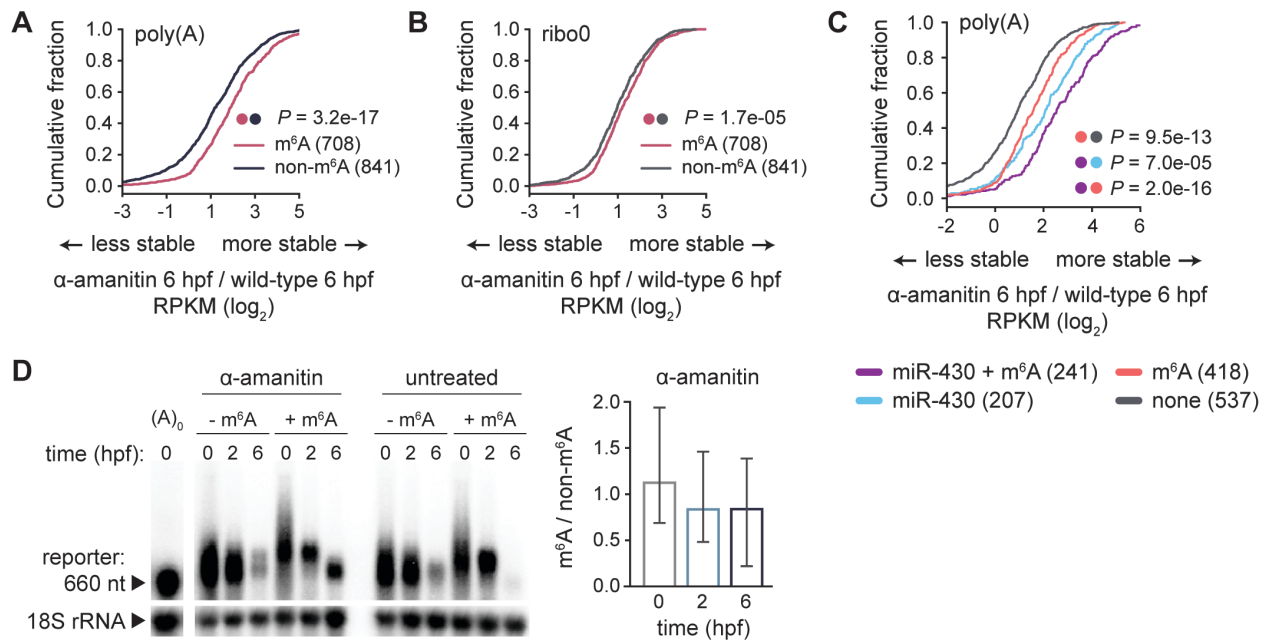 A
poly(A)
Cumulative fraction
1.0
0.8
0.6
0.4
0.2
0.0
P = 3.2e-17
m⁶A (708)
non-m⁶A (841)
-3 -1 1 3 5
← less stable more stable →
α-amanitin 6 hpf / wild-type 6 hpf
RPKM (log₂)
B
ribo0
Cumulative fraction
1.0
0.8
0.6
0.4
0.2
0.0
P = 1.7e-05
m⁶A (708)
non-m⁶A (841)
-3 -1 1 3 5
← less stable more stable →
α-amanitin 6 hpf / wild-type 6 hpf
RPKM (log₂)
C
poly(A)
Cumulative fraction
1.0
0.8
0.6
0.4
0.2
0.0
P = 9.5e-13
P = 7.0e-05
P = 2.0e-16
-2 0 2 4 6
← less stable more stable →
α-amanitin 6 hpf / wild-type 6 hpf
RPKM (log₂)
miR-430 + m⁶A (241) m⁶A (418)
miR-430 (207) none (537)
D
α-amanitin untreated
(A)₀ - m⁶A + m⁶A - m⁶A + m⁶A
time (hpf): 0 0 2 6 0 2 6 0 2 6 0 2 6
reporter:
660 nt
18S rRNA
α-amanitin
m⁶A / non-m⁶A
2.0
1.5
1.0
0.5
0.0
0 2 6
time (hpf)